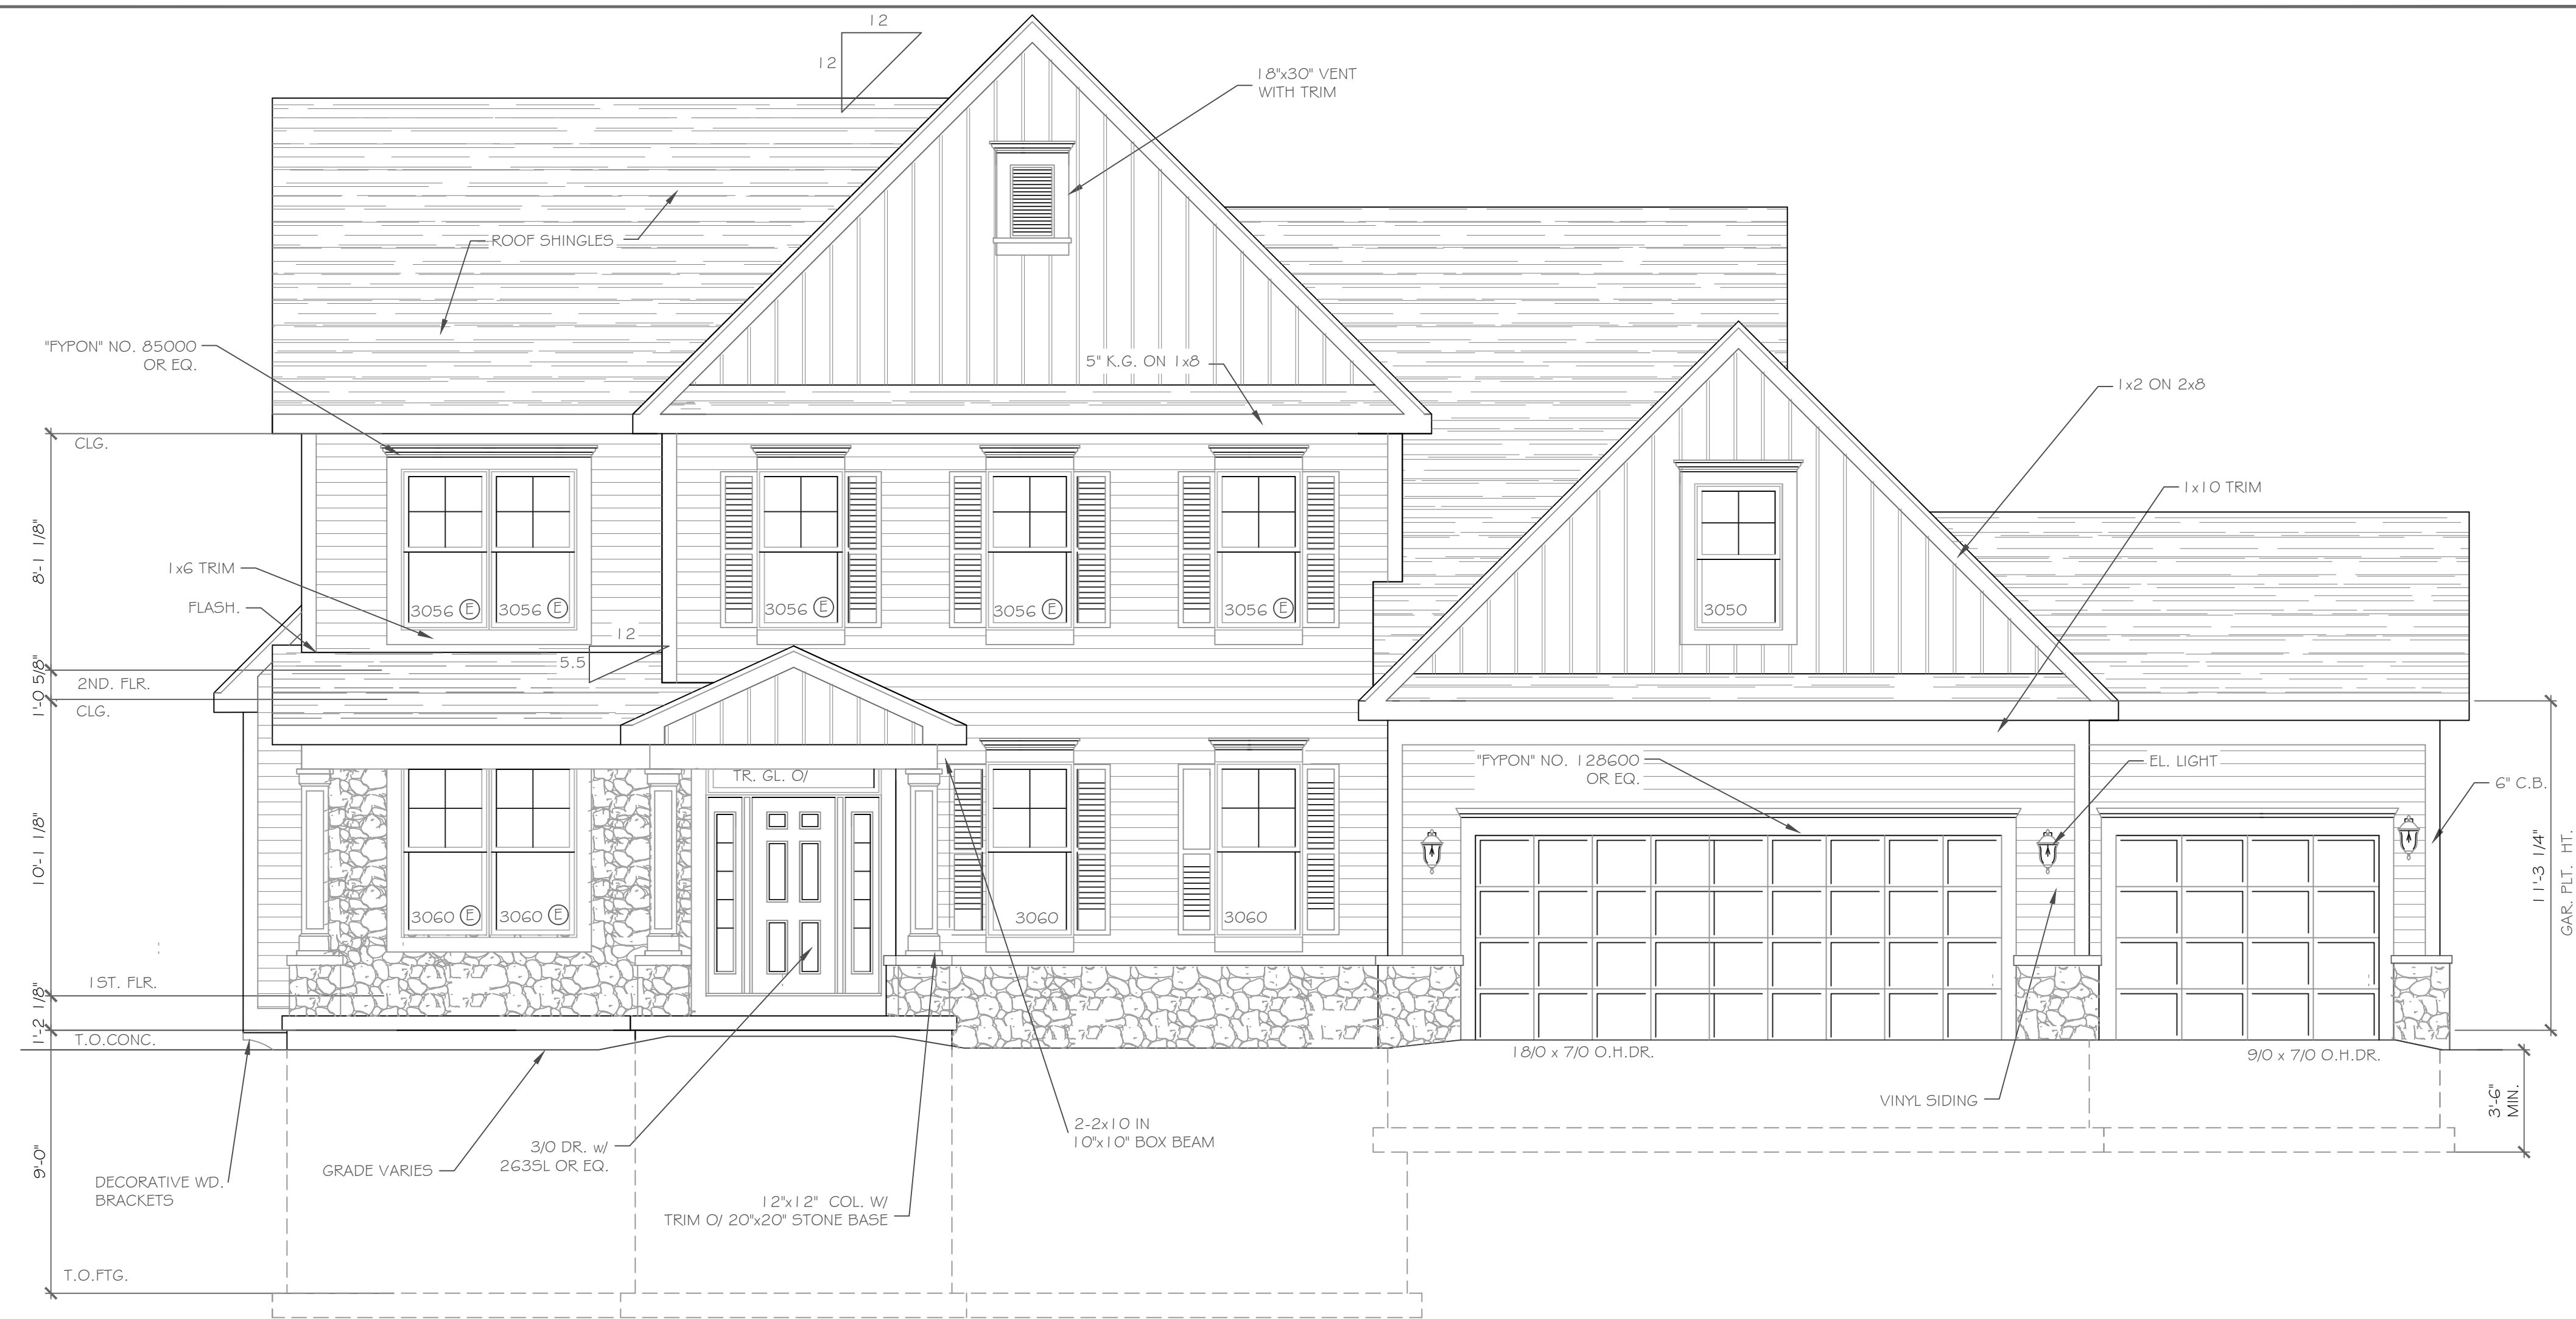 12
12
18"x30" VENT
WITH TRIM
ROOF SHINGLES
"FYPON" NO. 85000
OR EQ.
5" K.G. ON 1x8
1x2 ON 2x8
CLG.
1x10 TRIM
8'-1 1/8"
1x6 TRIM
FLASH.
3056 E
3056 E
3056 E
3056 E
3056 E
3050
12
5.5
1'-0 5/8"
2ND. FLR.
CLG.
"FYPON" NO. 128600
OR EQ.
EL. LIGHT
6" C.B.
TR. GL. O/
10'-1 1/8"
11'-3 1/4"
GAR. PLT. HT.
3060 E
3060 E
3060
3060
1ST. FLR.
1'-2 1/8"
T.O.CONC.
18/0 x 7/0 O.H.DR.
9/0 x 7/0 O.H.DR.
VINYL SIDING
3'-6"
MIN.
2-2x10 IN
10"x10" BOX BEAM
3/0 DR. w/
263SL OR EQ.
GRADE VARIES
DECORATIVE WD.
BRACKETS
9'-0"
12"x12" COL. W/
TRIM O/ 20"x20" STONE BASE
T.O.FTG.